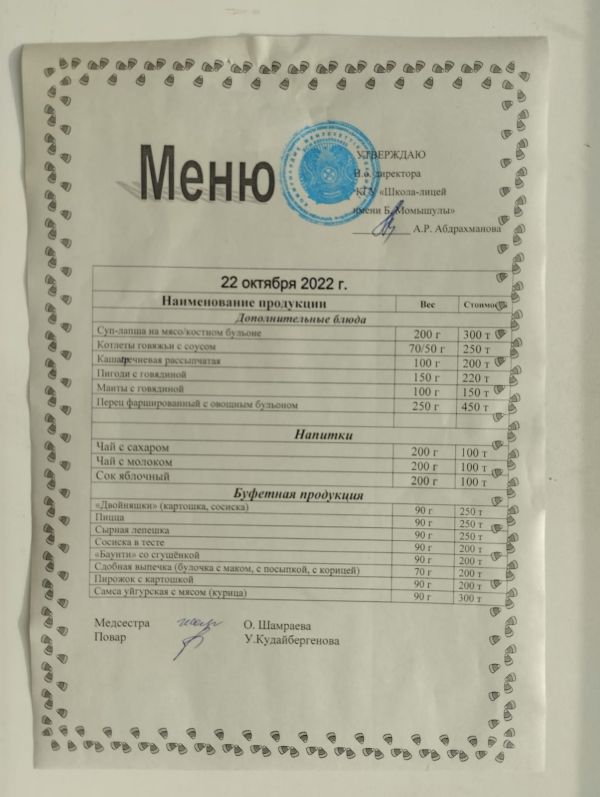 Меню
УТВЕРЖДАЮ
И.о. директора
КГУ «Школа-лицей
имени Б. Момышулы»
А.Р. Абдрахманова
22 октября 2022 г.
Наименование продукции Вес Стоимость
Дополнительные блюда
Суп-лапша на мясо/костном бульоне 200 г 300 т
Котлеты говяжьи с соусом 70/50 г 250 т
Каша гречневая рассыпчатая 100 г 200 т
Пигоди с говядиной 150 г 220 т
Манты с говядиной 100 г 150 т
Перец фаршированный с овощным бульоном 250 г 450 т
Напитки
Чай с сахаром 200 г 100 т
Чай с молоком 200 г 100 т
Сок яблочный 200 г 100 т
Буфетная продукция
«Двойняшки» (картошка, сосиска) 90 г 250 т
Пицца 90 г 250 т
Сырная лепешка 90 г 250 т
Сосиска в тесте 90 г 200 т
«Баунти» со сгущёнкой 90 г 200 т
Сдобная выпечка (булочка с маком, с посыпкой, с корицей) 70 г 200 т
Пирожок с картошкой 90 г 200 т
Самса уйгурская с мясом (курица) 90 г 300 т
Медсестра О. Шамраева
Повар У.Кудайбергенова